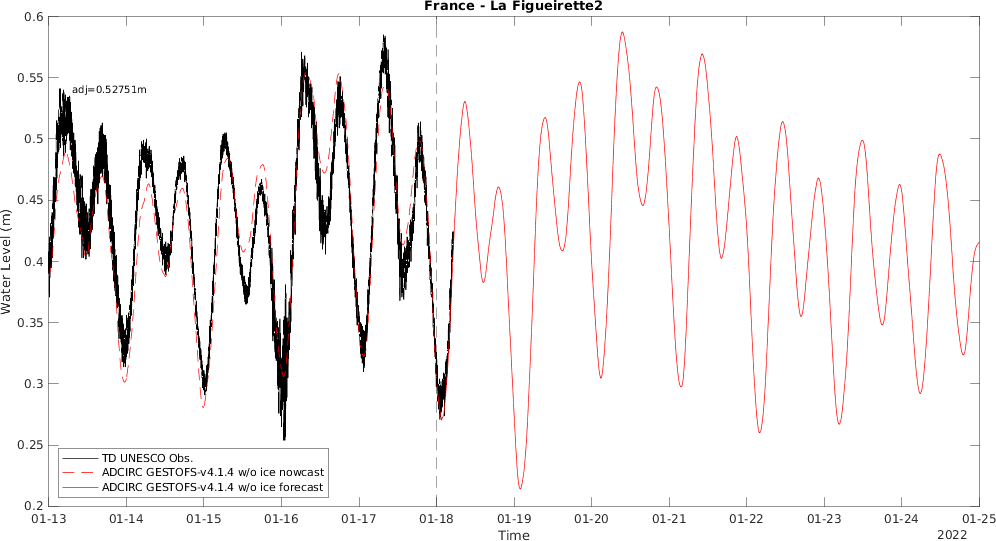 France - La Figueirette2
0.6
0.55
0.5
0.45
0.4
0.35
0.3
0.25
0.2
Water Level (m)
adj=0.52751m
TD UNESCO Obs.
ADCIRC GESTOFS-v4.1.4 w/o ice nowcast
ADCIRC GESTOFS-v4.1.4 w/o ice forecast
01-13 01-14 01-15 01-16 01-17 01-18 01-19 01-20 01-21 01-22 01-23 01-24 01-25
Time
2022